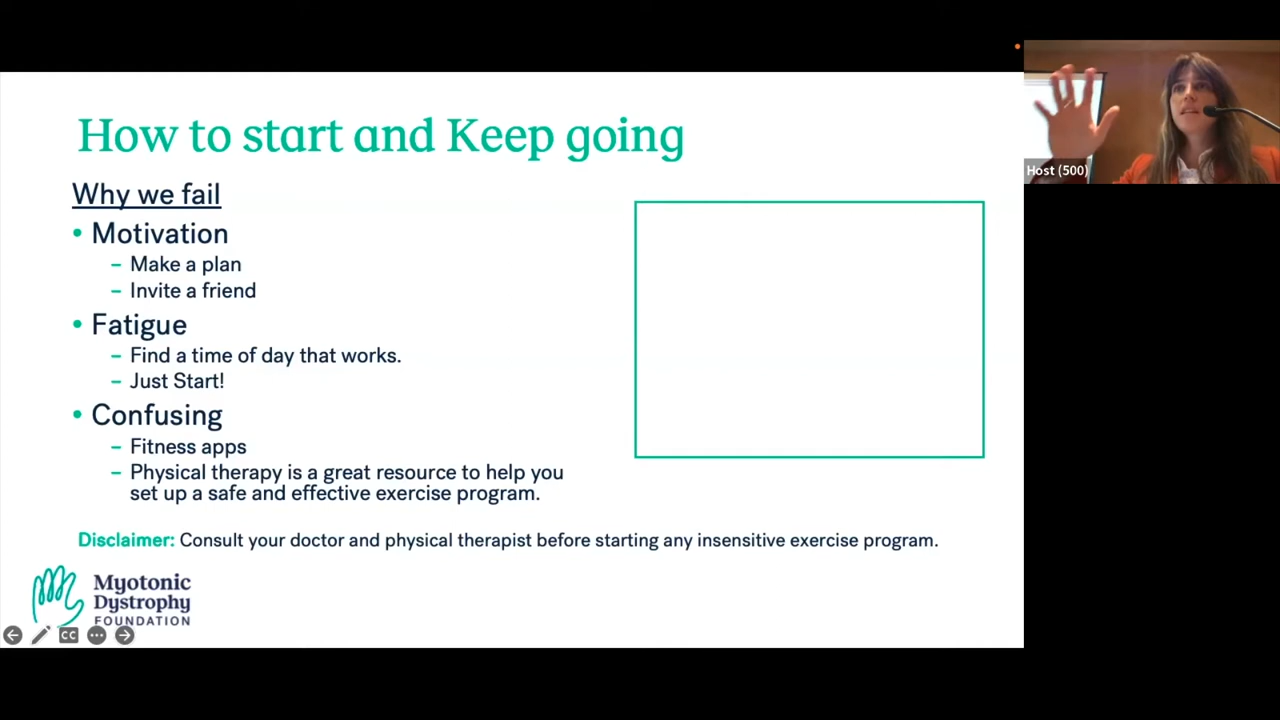 How to start and Keep going
Why we fail
• Motivation
– Make a plan
– Invite a friend
• Fatigue
– Find a time of day that works.
– Just Start!
• Confusing
– Fitness apps
– Physical therapy is a great resource to help you
set up a safe and effective exercise program.
Disclaimer: Consult your doctor and physical therapist before starting any insensitive exercise program.
Myotonic
Dystrophy
FOUNDATION
CC
Host (500)